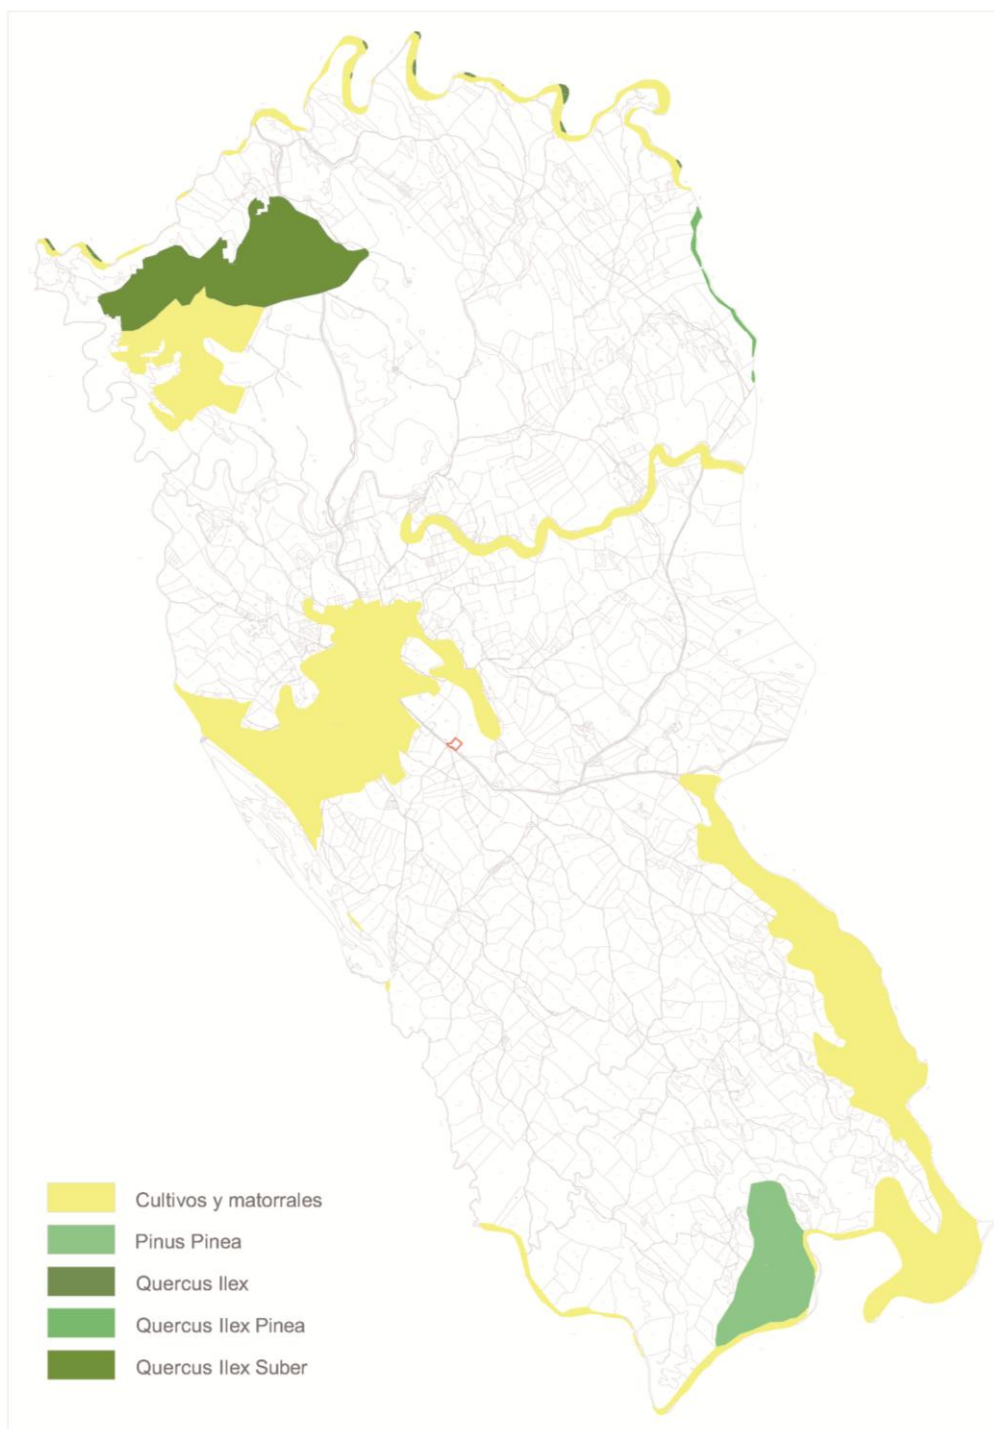 Cultivos y matorrales
Pinus Pinea
Quercus Ilex
Quercus Ilex Pinea
Quercus Ilex Suber